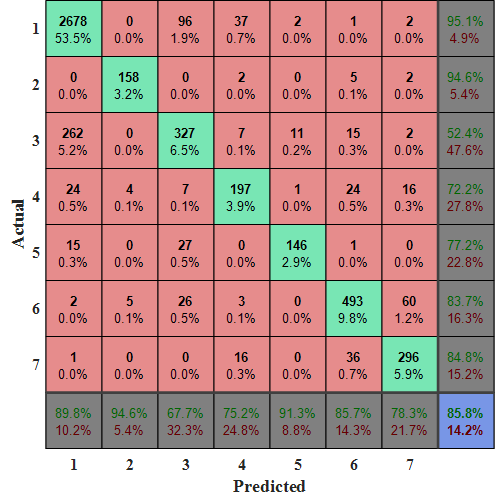 1 2678 0 96 37 2 1 2 95.1%
53.5% 0.0% 1.9% 0.7% 0.0% 0.0% 0.0% 4.9%
2 0 158 0 2 0 5 2 94.6%
0.0% 3.2% 0.0% 0.0% 0.0% 0.1% 0.0% 5.4%
3 262 0 327 7 11 15 2 52.4%
5.2% 0.0% 6.5% 0.1% 0.2% 0.3% 0.0% 47.6%
4 24 4 7 197 1 24 16 72.2%
0.5% 0.1% 0.1% 3.9% 0.0% 0.5% 0.3% 27.8%
5 15 0 27 0 146 1 0 77.2%
0.3% 0.0% 0.5% 0.0% 2.9% 0.0% 0.0% 22.8%
6 2 5 26 3 0 493 60 83.7%
0.0% 0.1% 0.5% 0.1% 0.0% 9.8% 1.2% 16.3%
7 1 0 0 16 0 36 296 84.8%
0.0% 0.0% 0.0% 0.3% 0.0% 0.7% 5.9% 15.2%
89.8% 94.6% 67.7% 75.2% 91.3% 85.7% 78.3% 85.8%
10.2% 5.4% 32.3% 24.8% 8.8% 14.3% 21.7% 14.2%
1 2 3 4 5 6 7
Predicted
Actual